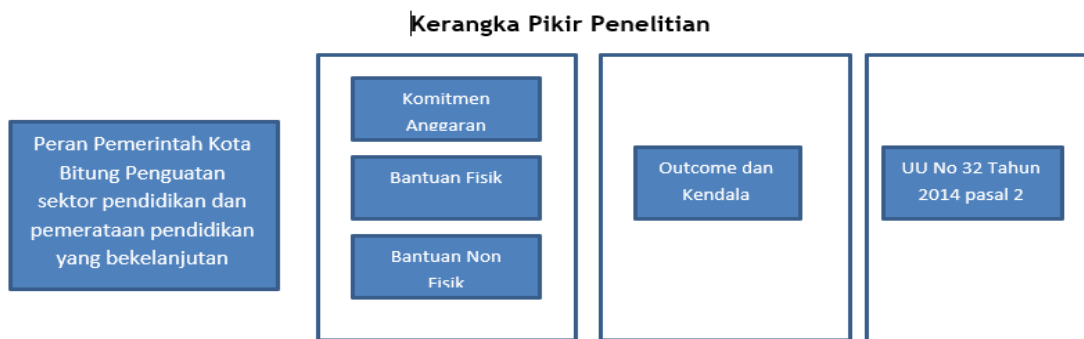 Kerangka Pikir Penelitian
Peran Pemerintah Kota
Bitung Penguatan
sektor pendidikan dan
pemerataan pendidikan
yang bekelanjutan
Komitmen
Anggaran
Bantuan Fisik
Bantuan Non
Fisik
Outcome dan
Kendala
UU No 32 Tahun
2014 pasal 2